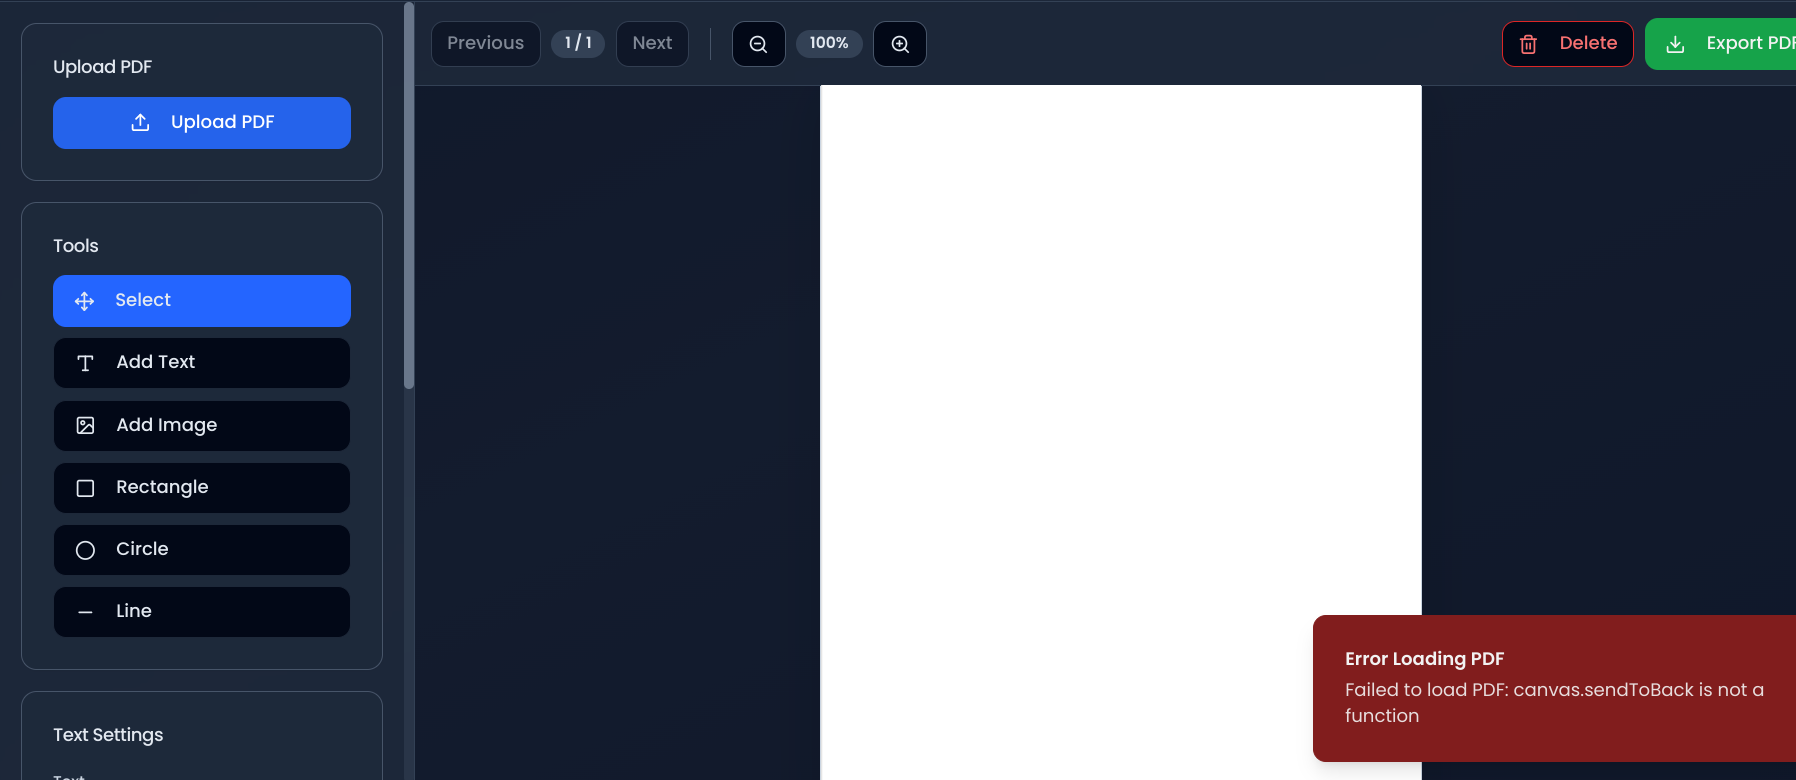 Upload PDF
Upload PDF
Tools
Select
Add Text
Add Image
Rectangle
Circle
Line
Text Settings
Text
Previous
1 / 1
Next
100%
Delete
Export PDF
Error Loading PDF
Failed to load PDF: canvas.sendToBack is not a
function